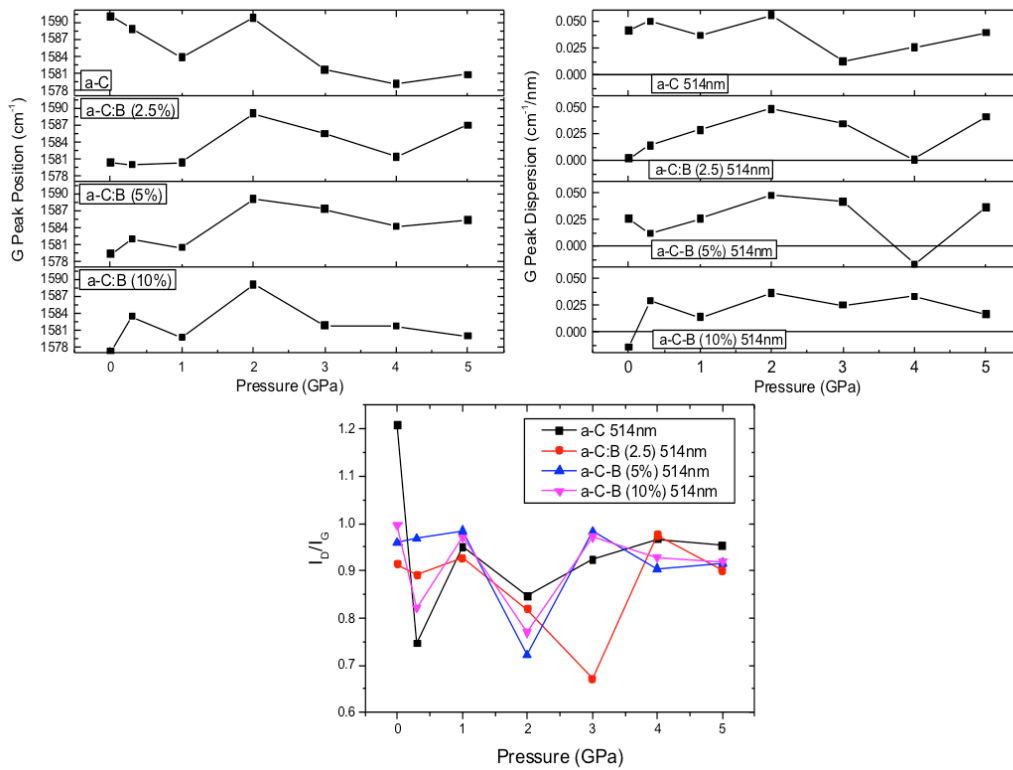 G Peak Position (cm-1)
1590
1587
1584
1581
1578
a-C
1590
1587
1584
1581
1578
a-C:B (2.5%)
1590
1587
1584
1581
1578
a-C:B (5%)
1590
1587
1584
1581
1578
a-C:B (10%)
0 1 2 3 4 5
Pressure (GPa)
G Peak Dispersion (cm-1/nm)
0.050
0.025
0.000
a-C 514nm
0.050
0.025
0.000
a-C:B (2.5) 514nm
0.050
0.025
0.000
a-C-B (5%) 514nm
0.050
0.025
0.000
a-C-B (10%) 514nm
0 1 2 3 4 5
Pressure (GPa)
ID/IG
1.2
1.1
1.0
0.9
0.8
0.7
0.6
a-C 514nm
a-C:B (2.5) 514nm
a-C-B (5%) 514nm
a-C-B (10%) 514nm
0 1 2 3 4 5
Pressure (GPa)